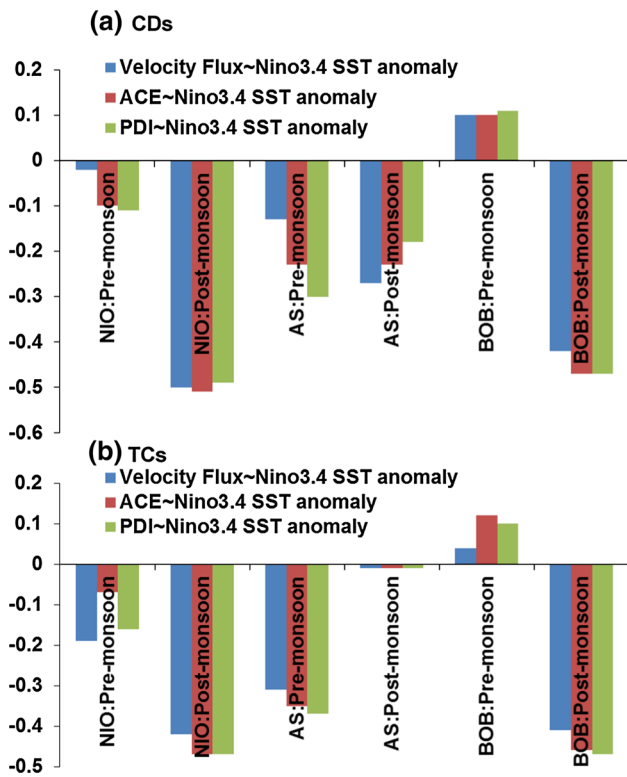 (a) CDs
0.2
0.1
0
-0.1
-0.2
-0.3
-0.4
-0.5
-0.6
Velocity Flux~Nino3.4 SST anomaly
ACE~Nino3.4 SST anomaly
PDI~Nino3.4 SST anomaly
NIO:Pre-monsoon
NIO:Post-monsoon
AS:Pre-monsoon
AS:Post-monsoon
BOB:Pre-monsoon
BOB:Post-monsoon
(b) TCs
0.2
0.1
0
-0.1
-0.2
-0.3
-0.4
-0.5
Velocity Flux~Nino3.4 SST anomaly
ACE~Nino3.4 SST anomaly
PDI~Nino3.4 SST anomaly
NIO:Pre-monsoon
NIO:Post-monsoon
AS:Pre-monsoon
AS:Post-monsoon
BOB:Pre-monsoon
BOB:Post-monsoon